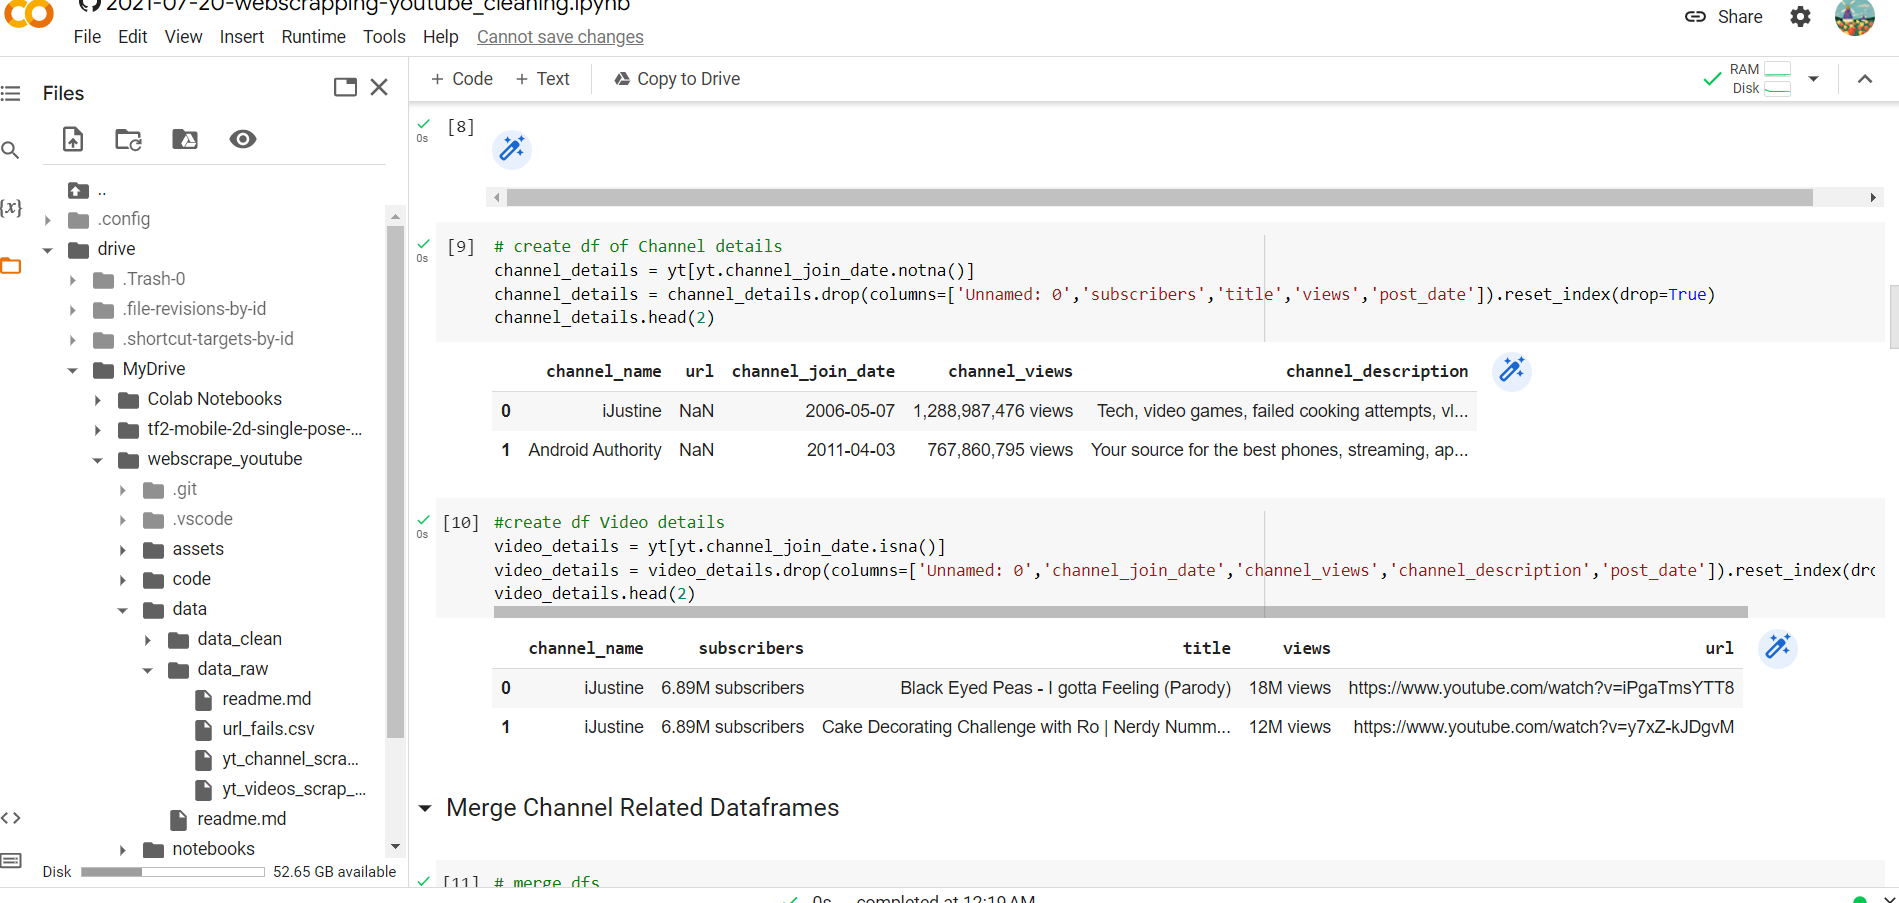 2021-07-20-webscrapping-youtube_cleaning.ipynb
File Edit View Insert Runtime Tools Help Cannot save changes
Share
Files
+ Code + Text Copy to Drive
RAM
Disk
..
.config
drive
.Trash-0
.file-revisions-by-id
.shortcut-targets-by-id
MyDrive
Colab Notebooks
tf2-mobile-2d-single-pose-...
webscrape_youtube
.git
.vscode
assets
code
data
data_clean
data_raw
readme.md
url_fails.csv
yt_channel_scra...
yt_videos_scrap_...
readme.md
notebooks
Disk 52.65 GB available
{x}
<>
0s [8]
0s [9] # create df of Channel details
channel_details = yt[yt.channel_join_date.notna()]
channel_details = channel_details.drop(columns=['Unnamed: 0','subscribers','title','views','post_date']).reset_index(drop=True)
channel_details.head(2)
channel_name url channel_join_date channel_views channel_description
0 iJustine NaN 2006-05-07 1,288,987,476 views Tech, video games, failed cooking attempts, vl...
1 Android Authority NaN 2011-04-03 767,860,795 views Your source for the best phones, streaming, ap...
0s [10] #create df Video details
video_details = yt[yt.channel_join_date.isna()]
video_details = video_details.drop(columns=['Unnamed: 0','channel_join_date','channel_views','channel_description','post_date']).reset_index(drc
video_details.head(2)
channel_name subscribers title views url
0 iJustine 6.89M subscribers Black Eyed Peas - I gotta Feeling (Parody) 18M views https://www.youtube.com/watch?v=iPgaTmsYTT8
1 iJustine 6.89M subscribers Cake Decorating Challenge with Ro | Nerdy Numm... 12M views https://www.youtube.com/watch?v=y7xZ-kJDgvM
Merge Channel Related Dataframes
[11] # merge dfs
0s completed at 12:19 AM